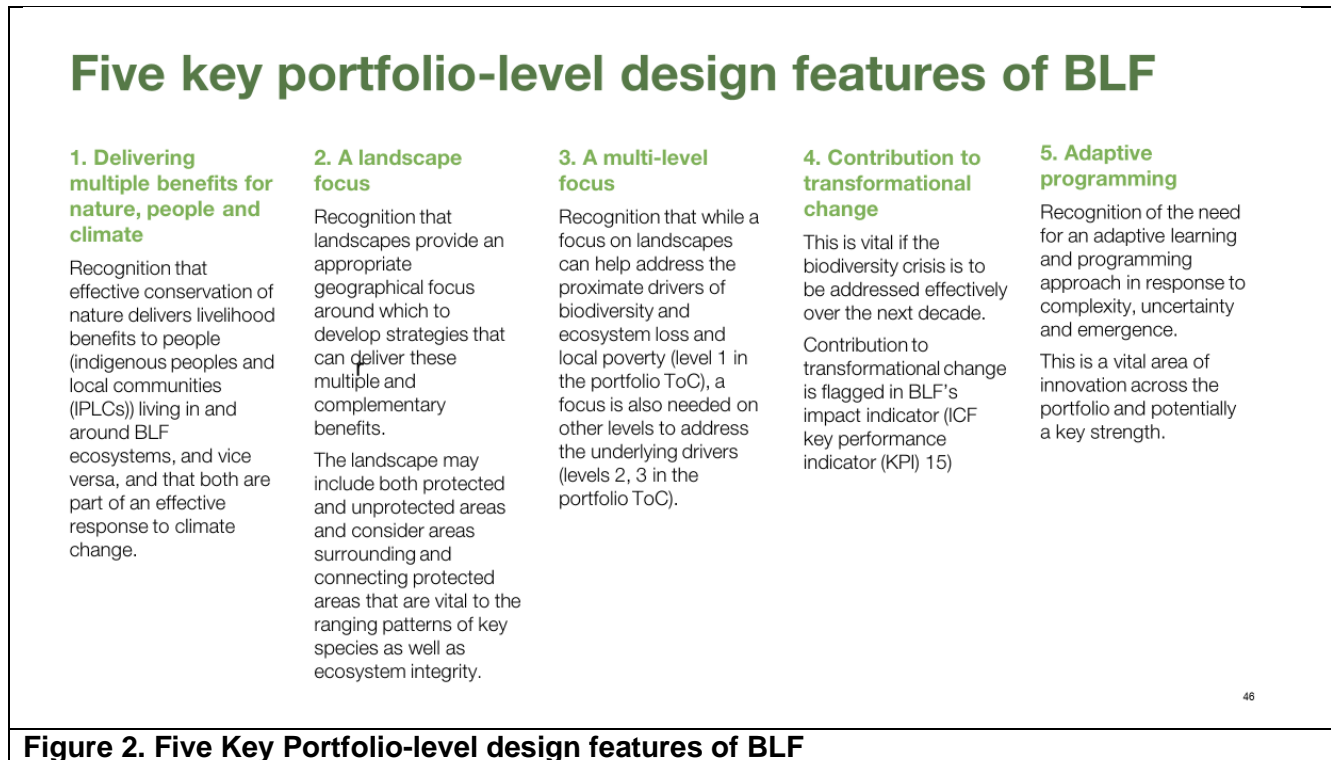 Five key portfolio-level design features of BLF
1. Delivering
multiple benefits for
nature, people and
climate
Recognition that
effective conservation of
nature delivers livelihood
benefits to people
(indigenous peoples and
local communities
(IPLCs)) living in and
around BLF
ecosystems, and vice
versa, and that both are
part of an effective
response to climate
change.
2. A landscape
focus
Recognition that
landscapes provide an
appropriate
geographical focus
around which to
develop strategies that
can deliver these
multiple and
complementary
benefits.
The landscape may
include both protected
and unprotected areas
and consider areas
surrounding and
connecting protected
areas that are vital to the
ranging patterns of key
species as well as
ecosystem integrity.
3. A multi-level
focus
Recognition that while a
focus on landscapes
can help address the
proximate drivers of
biodiversity and
ecosystem loss and
local poverty (level 1 in
the portfolio ToC), a
focus is also needed on
other levels to address
the underlying drivers
(levels 2, 3 in the
portfolio ToC).
4. Contribution to
transformational
change
This is vital if the
biodiversity crisis is to
be addressed effectively
over the next decade.
Contribution to
transformational change
is flagged in BLF's
impact indicator (ICF
key performance
indicator (KPI) 15)
5. Adaptive
programming
Recognition of the need
for an adaptive learning
and programming
approach in response to
complexity, uncertainty
and emergence.
This is a vital area of
innovation across the
portfolio and potentially
a key strength.
46
Figure 2. Five Key Portfolio-level design features of BLF